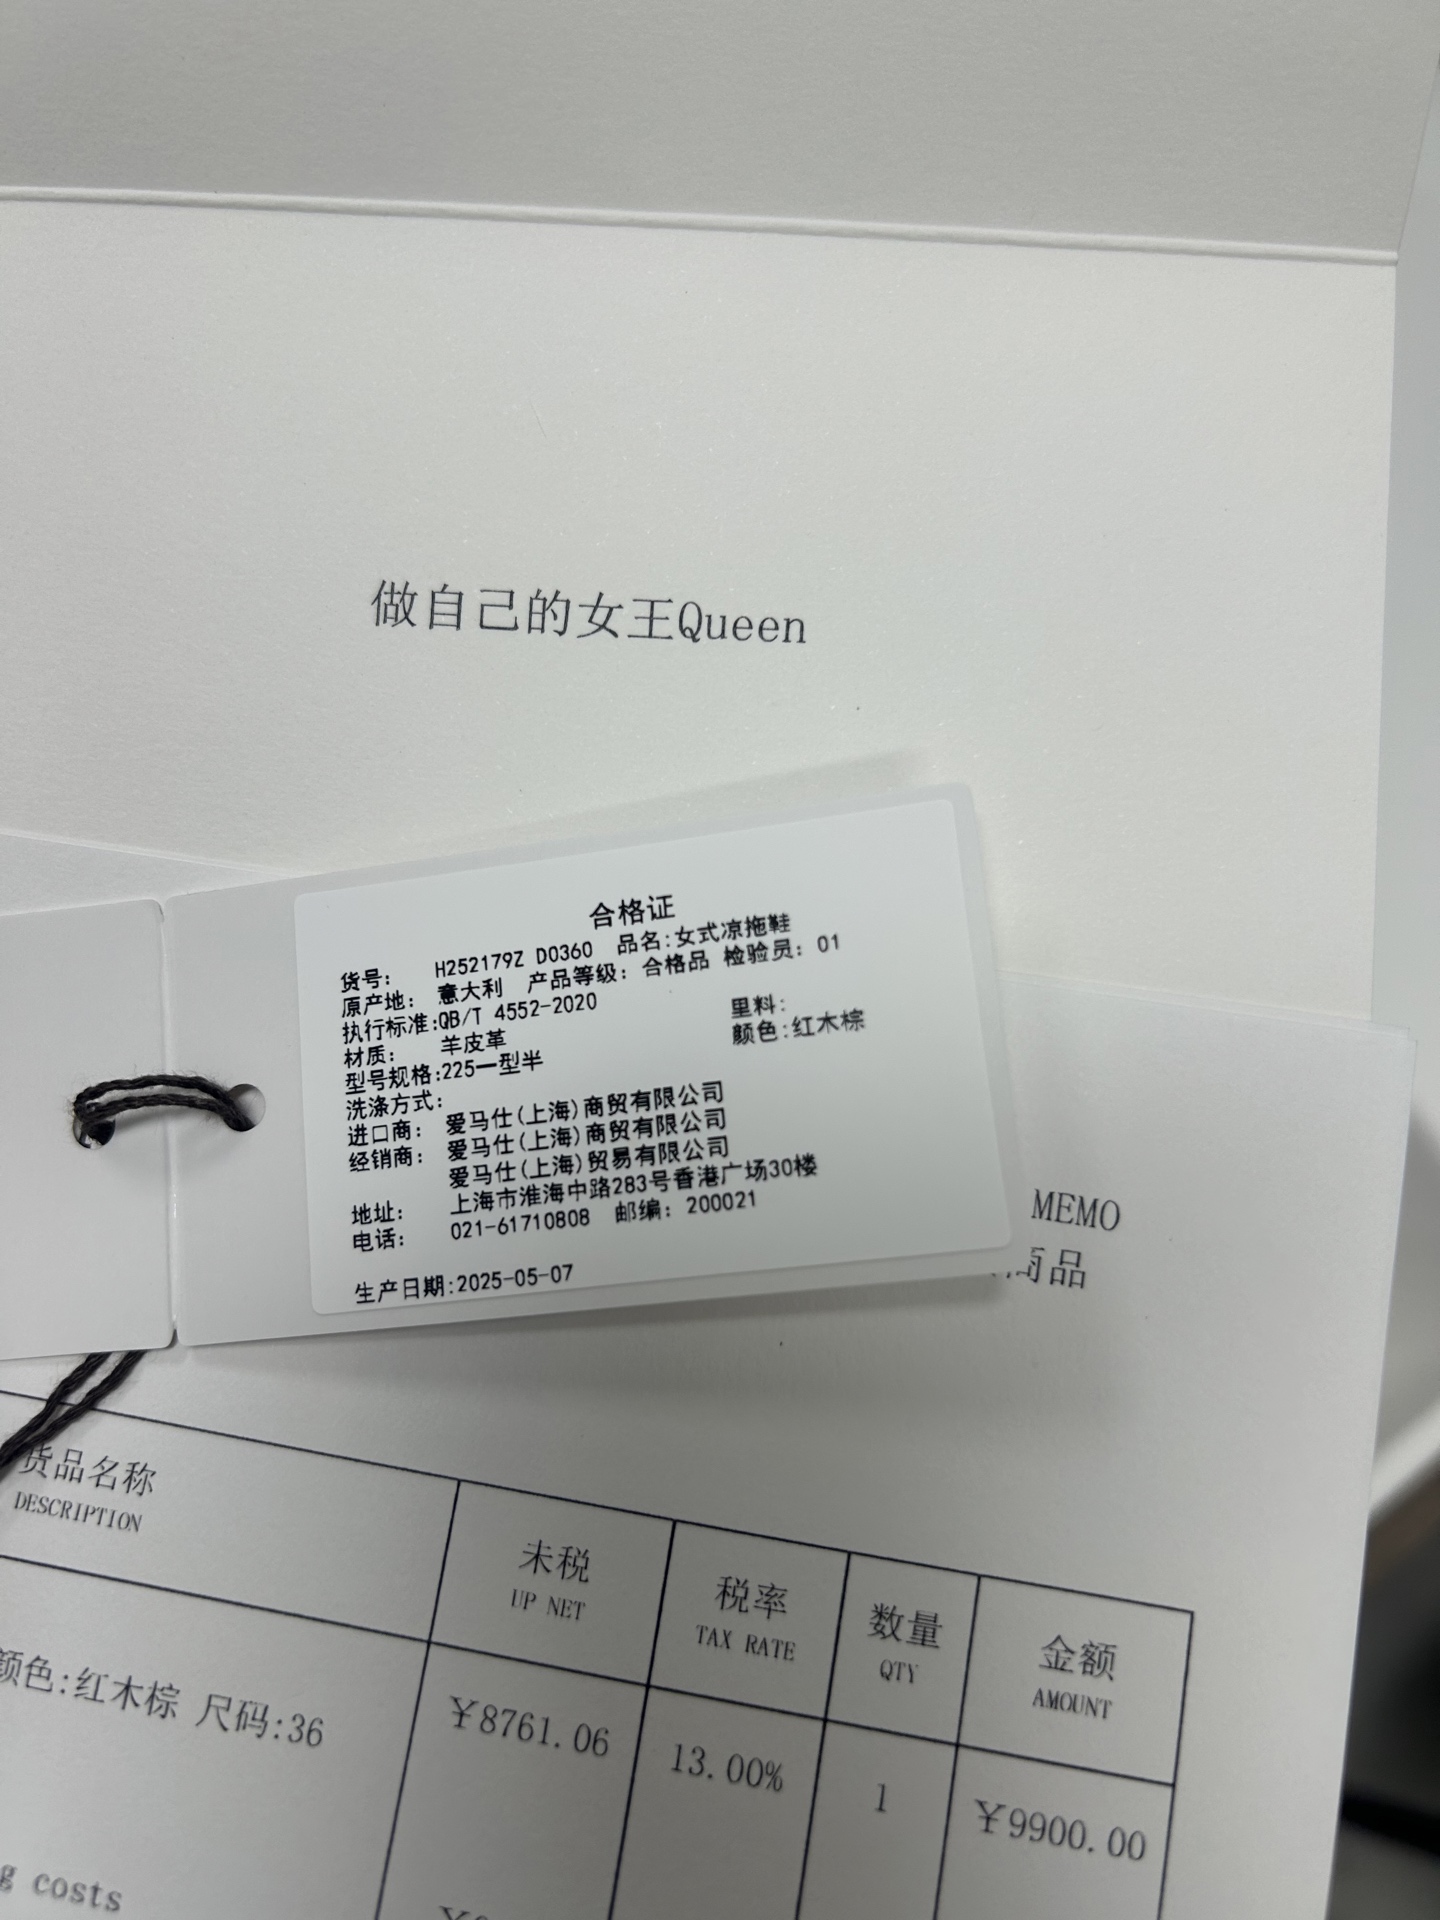 做自己的女王Queen
合格证
货号: H252179Z D0360 品名:女式凉拖鞋
原产地: 意大利 产品等级: 合格品 检验员: 01
执行标准:QB/T 4552-2020
材质: 羊皮革 里料:
型号规格:225一型半 颜色:红木棕
洗涤方式:
进口商: 爱马仕(上海)商贸有限公司
经销商: 爱马仕(上海)商贸有限公司
爱马仕(上海)贸易有限公司
地址: 上海市淮海中路283号香港广场30楼
电话: 021-61710808 邮编: 200021
生产日期:2025-05-07
MEMO
商品
货品名称 未税 税率 数量 金额
DESCRIPTION UP NET TAX RATE QTY AMOUNT
颜色:红木棕 尺码:36 ¥8761.06 13.00% 1 ¥9900.00
costs